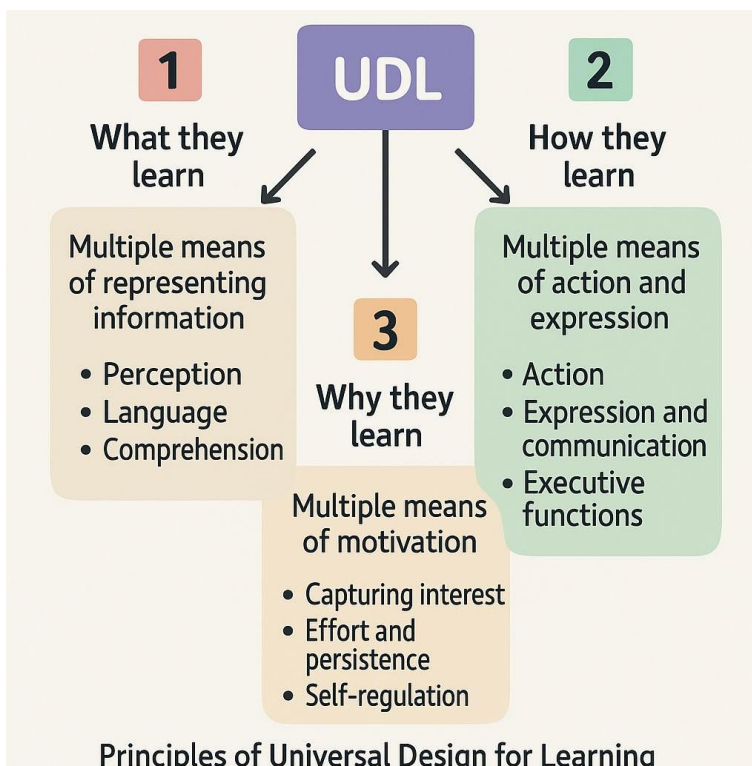 UDL
1
What they
learn
Multiple means
of representing
information
• Perception
• Language
• Comprehension
2
How they
learn
Multiple means
of action and
expression
• Action
• Expression and
communication
• Executive
functions
3
Why they
learn
Multiple means
of motivation
• Capturing interest
• Effort and
persistence
• Self-regulation
Principles of Universal Design for Learning